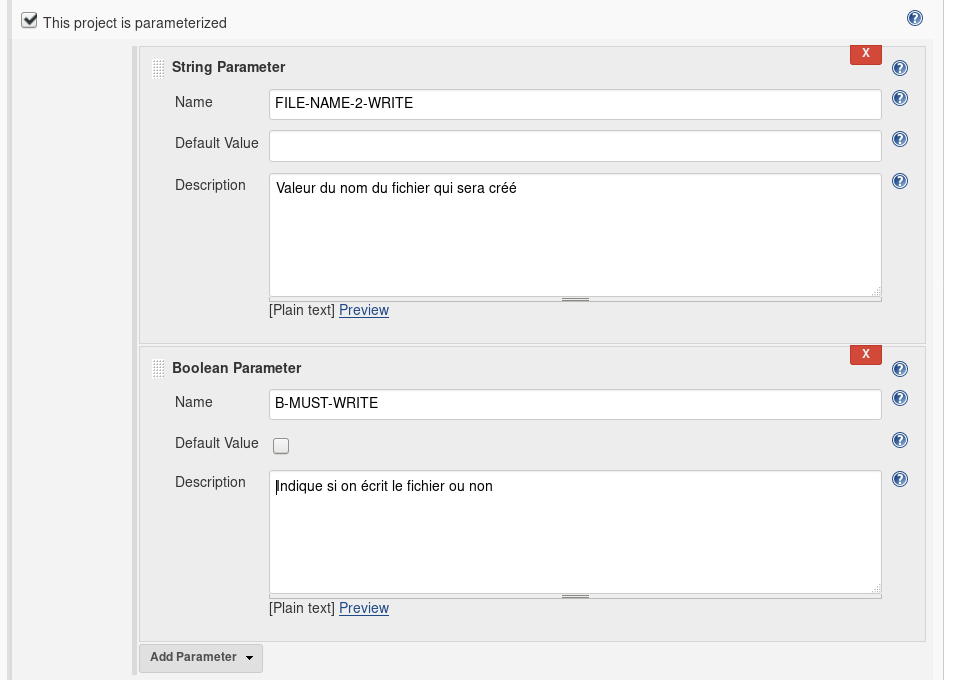 This project is parameterized
?
X
String Parameter
?
Name
FILE-NAME-2-WRITE
?
Default Value
?
Description
Valeur du nom du fichier qui sera créé
?
[Plain text] Preview
X
Boolean Parameter
?
Name
B-MUST-WRITE
?
Default Value
?
Description
Indique si on écrit le fichier ou non
?
[Plain text] Preview
Add Parameter